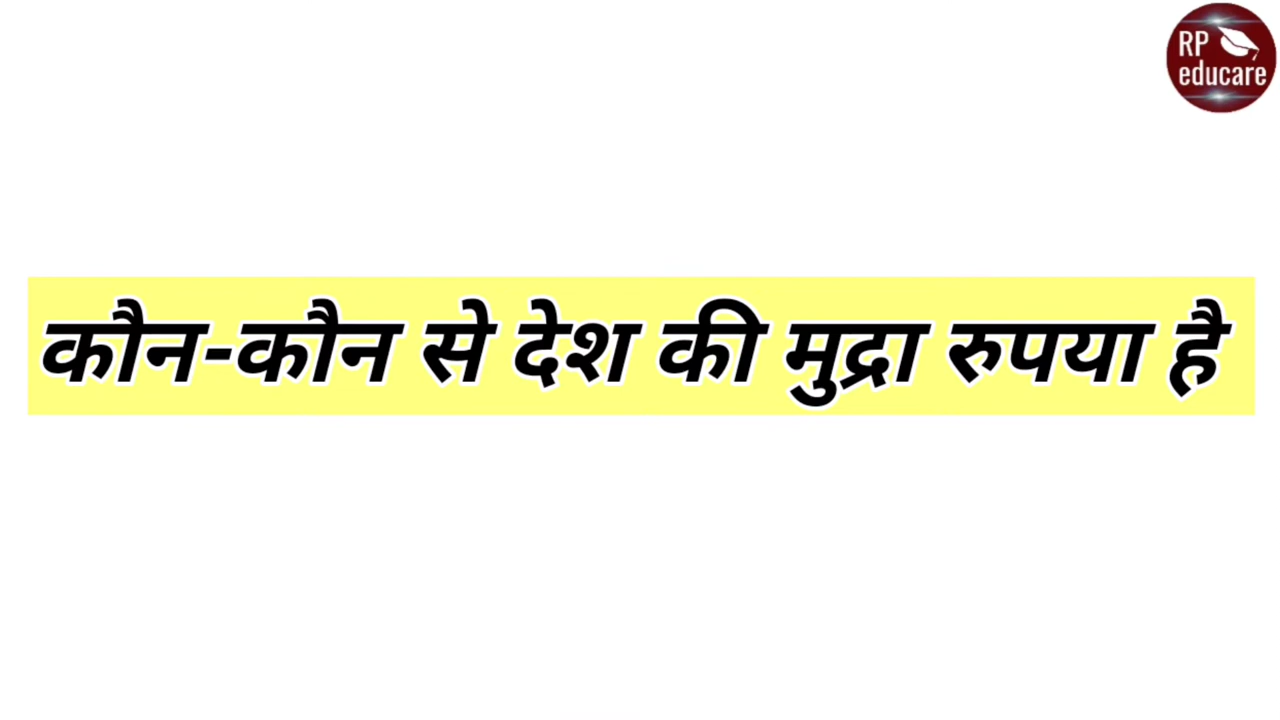 RP
educare
कौन-कौन से देश की मुद्रा रुपया है